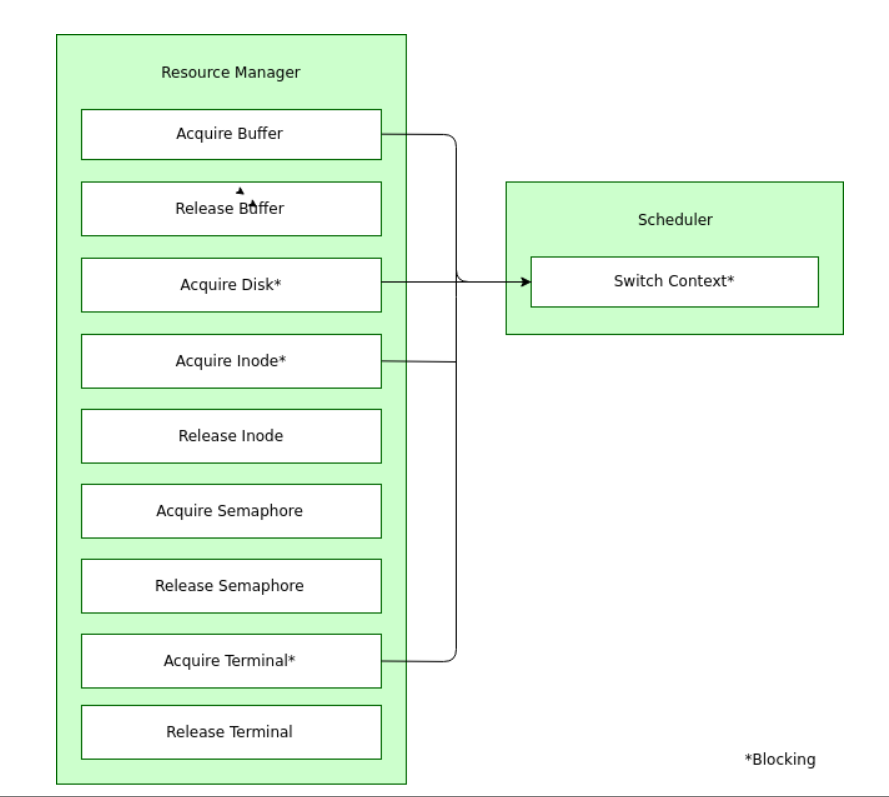 Resource Manager
Acquire Buffer
Release Buffer
Acquire Disk*
Acquire Inode*
Release Inode
Acquire Semaphore
Release Semaphore
Acquire Terminal*
Release Terminal
Scheduler
Switch Context*
*Blocking